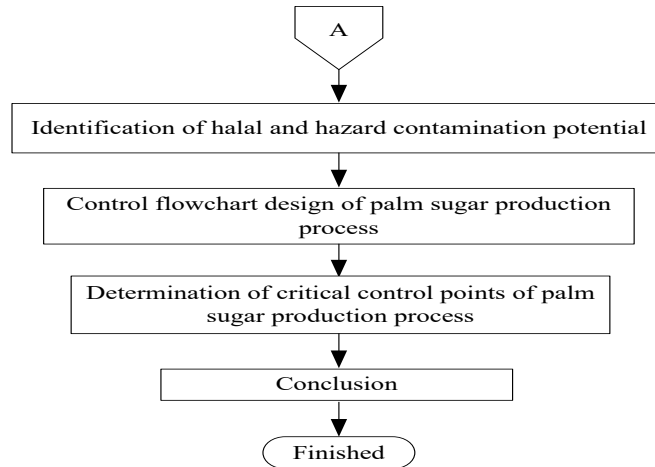 A
Identification of halal and hazard contamination potential
Control flowchart design of palm sugar production
process
Determination of critical control points of palm
sugar production process
Conclusion
Finished